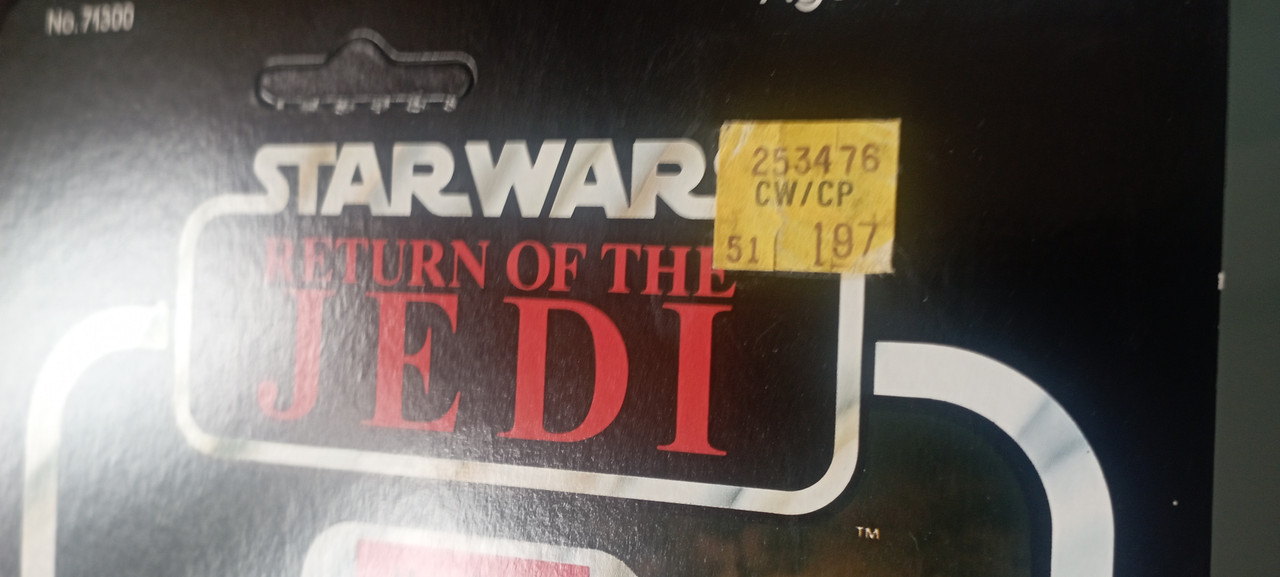 No. 71300
STAR WARS
RETURN OF THE
JEDI
253476
CW/CP
51 197
TM